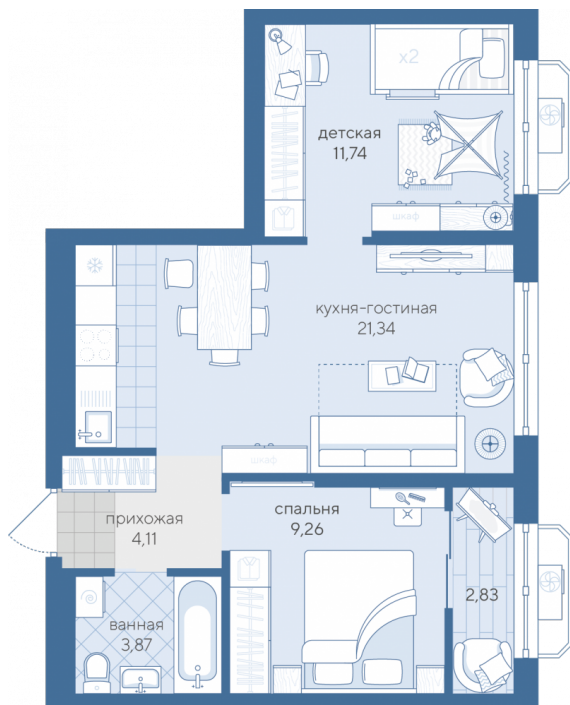 x2
детская
11,74
шкаф
кухня-гостиная
21,34
шкаф
прихожая
4,11
спальня
9,26
2,83
ванная
3,87